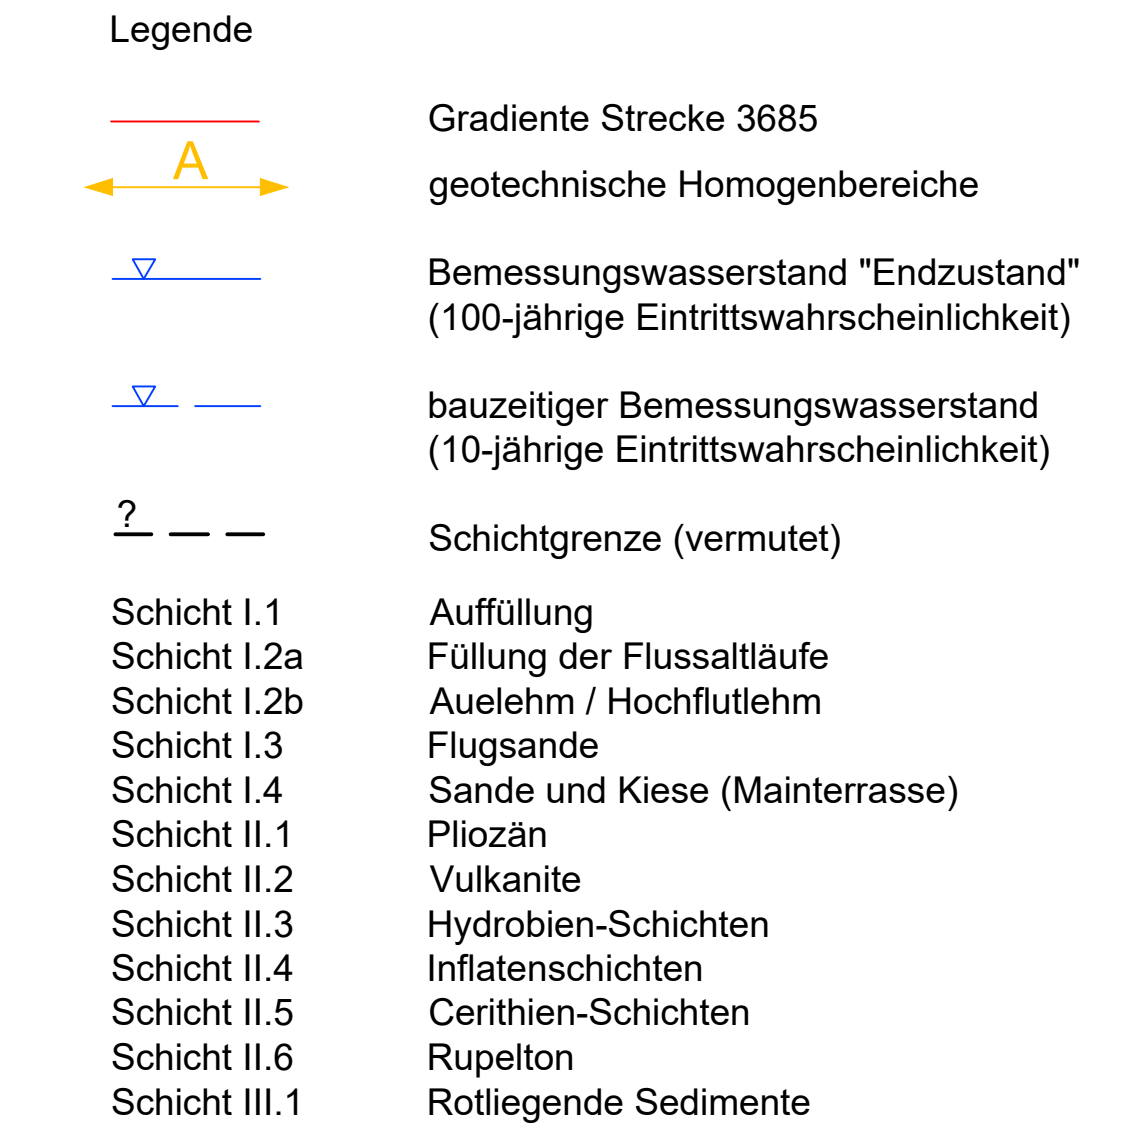 Legende
Gradiente Strecke 3685
A
geotechnische Homogenbereiche
Bemessungswasserstand "Endzustand"
(100-jährige Eintrittswahrscheinlichkeit)
bauzeitiger Bemessungswasserstand
(10-jährige Eintrittswahrscheinlichkeit)
?
Schichtgrenze (vermutet)
Schicht I.1 Auffüllung
Schicht I.2a Füllung der Flussaltläufe
Schicht I.2b Auelehm / Hochflutlehm
Schicht I.3 Flugsande
Schicht I.4 Sande und Kiese (Mainterrasse)
Schicht II.1 Pliozän
Schicht II.2 Vulkanite
Schicht II.3 Hydrobien-Schichten
Schicht II.4 Inflatenschichten
Schicht II.5 Cerithien-Schichten
Schicht II.6 Rupelton
Schicht III.1 Rotliegende Sedimente